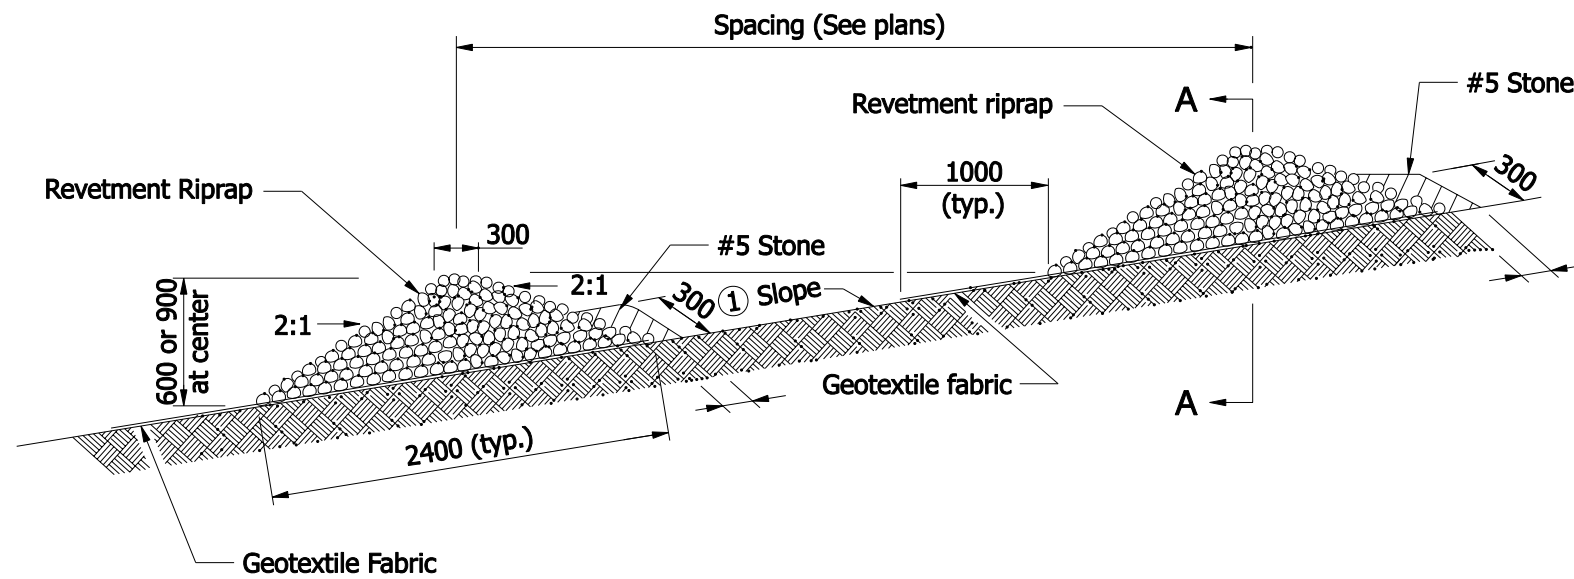 Spacing (See plans)
#5 Stone
Revetment riprap
A
1000
(typ.)
300
Revetment Riprap
300
#5 Stone
2:1
300
1 Slope
2:1
600 or 900
at center
Geotextile fabric
A
2400 (typ.)
Geotextile Fabric